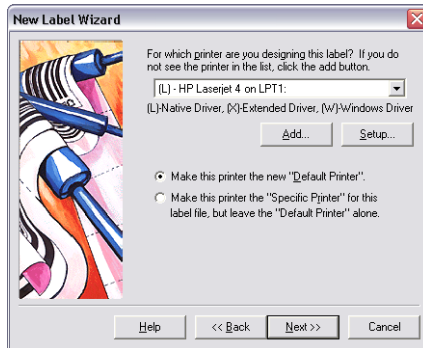 New Label Wizard
For which printer are you designing this label? If you do
not see the printer in the list, click the add button.
(L) - HP Laserjet 4 on LPT1:
(L)-Native Driver, (X)-Extended Driver, (W)-Windows Driver
Add... Setup...
Make this printer the new "Default Printer".
Make this printer the "Specific Printer" for this
label file, but leave the "Default Printer" alone.
Help << Back Next >> Cancel